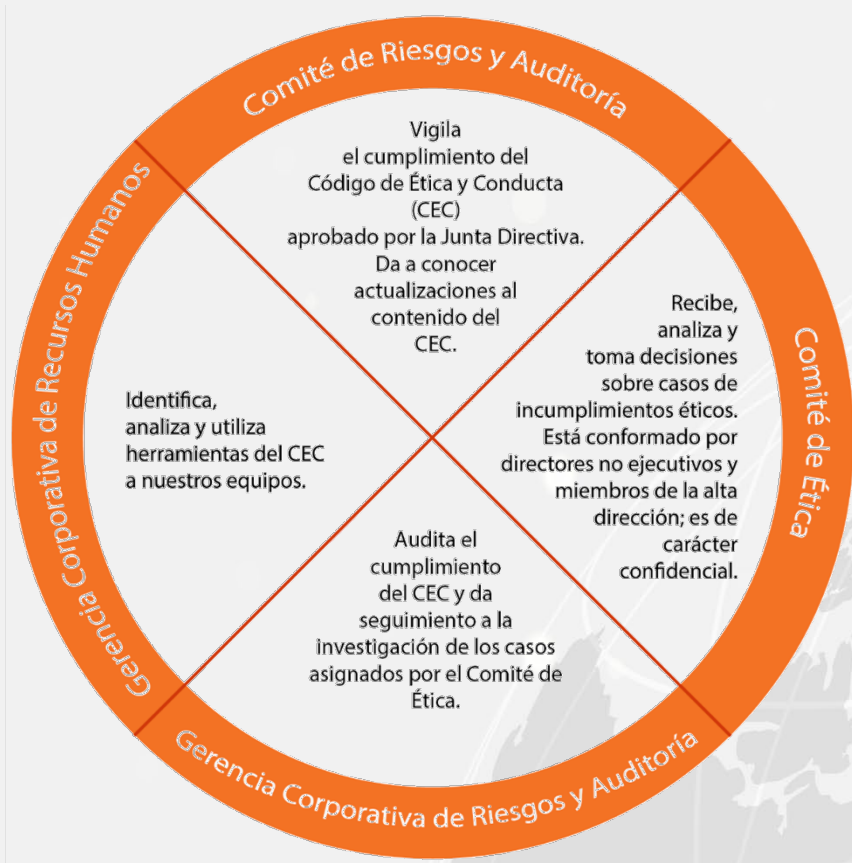 Comité de Riesgos y Auditoría
Vigila
el cumplimiento del
Código de Ética y Conducta
(CEC)
aprobado por la Junta Directiva.
Da a conocer
actualizaciones al
contenido del
CEC.
Comité de Ética
Recibe,
analiza y
toma decisiones
sobre casos de
incumplimientos éticos.
Está conformado por
directores no ejecutivos y
miembros de la alta
dirección; es de
carácter
confidencial.
Gerencia Corporativa de Riesgos y Auditoría
Audita el
cumplimiento
del CEC y da
seguimiento a la
investigación de los casos
asignados por el Comité de
Ética.
Gerencia Corporativa de Recursos Humanos
Identifica,
analiza y utiliza
herramientas del CEC
a nuestros equipos.